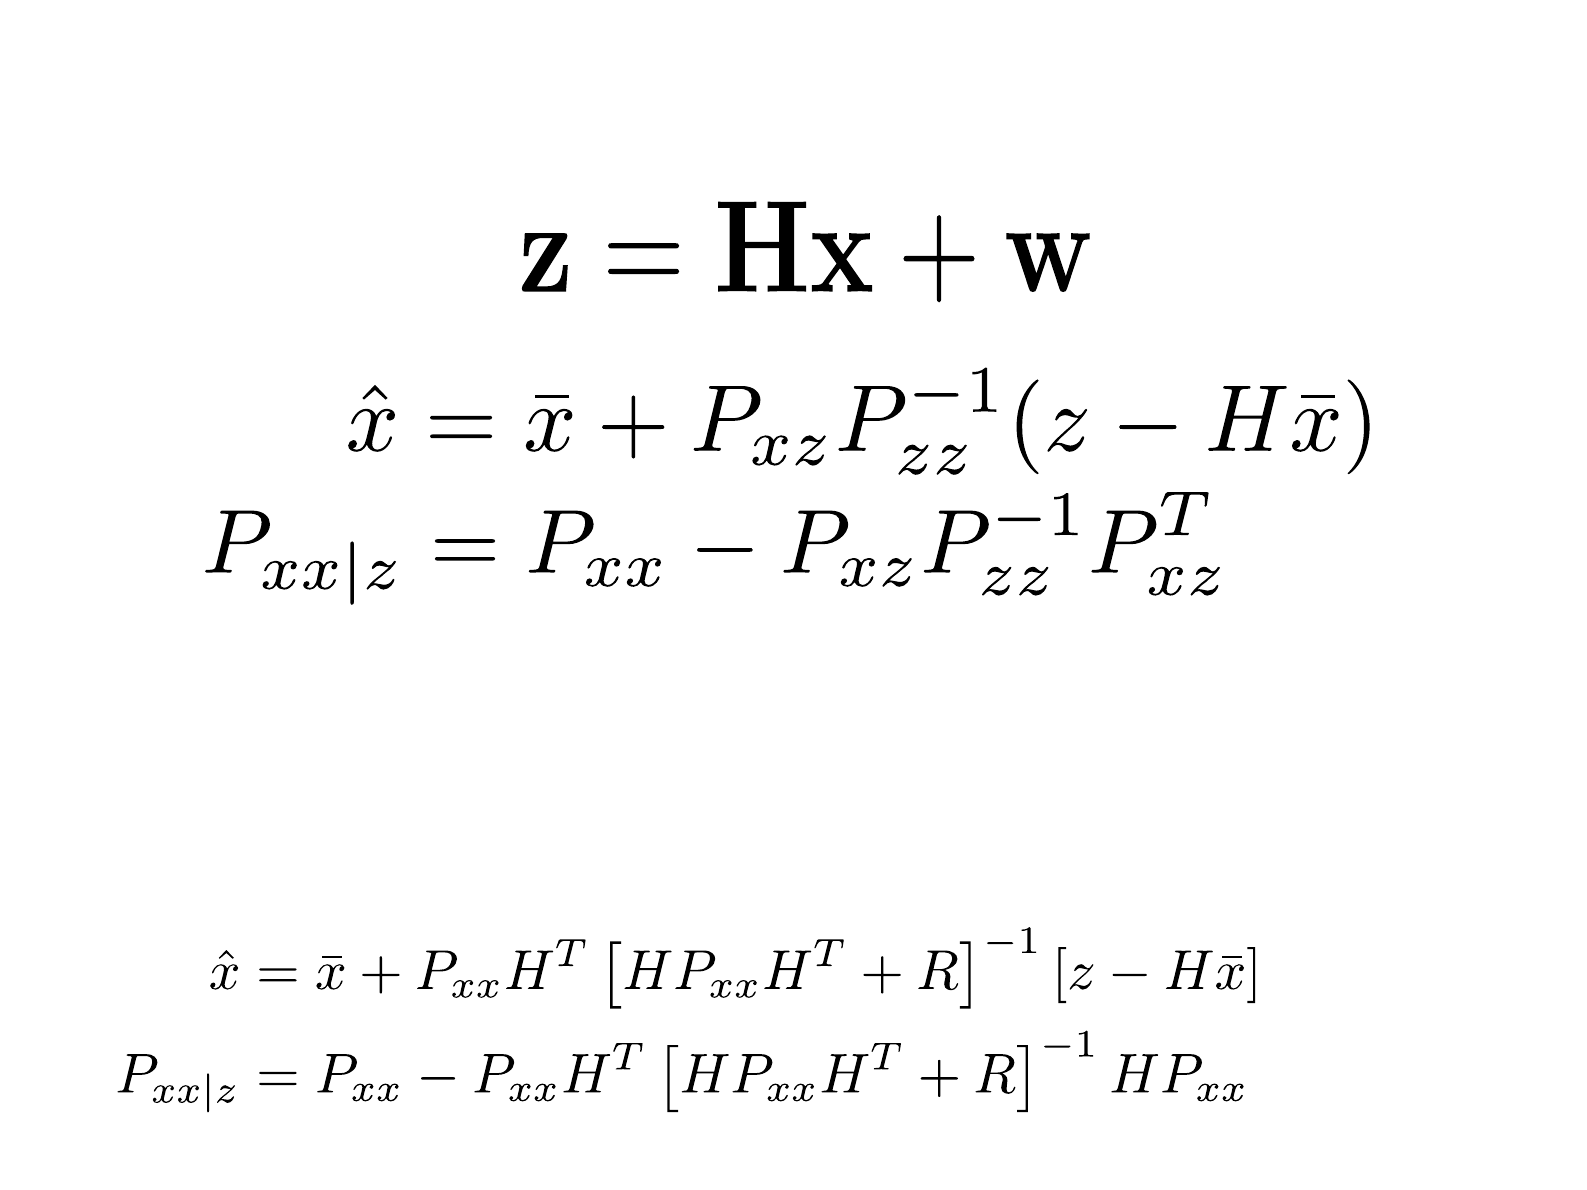 z = Hx + w
x̂ = x̄ + P_{xz}P_{zz}^{-1}(z − Hx̄)
P_{xx|z} = P_{xx} − P_{xz}P_{zz}^{-1}P_{xz}^{T}
x̂ = x̄ + P_{xx}H^{T} [HP_{xx}H^{T} + R]^{-1} [z − Hx̄]
P_{xx|z} = P_{xx} − P_{xx}H^{T} [HP_{xx}H^{T} + R]^{-1} HP_{xx}